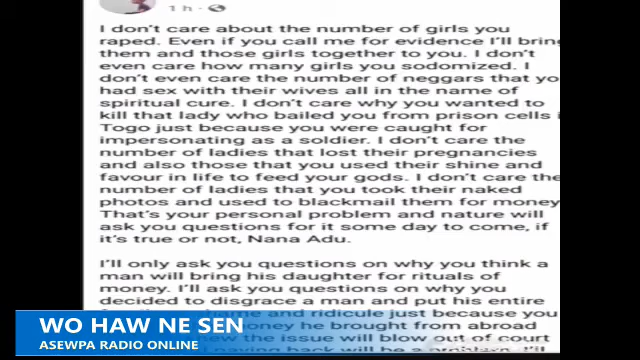 1 h
I don't care about the number of girls you
raped. Even if you call me for evidence I'll bring
them and those girls together to you. I don't
even care how many girls you sodomized. I
don't even care the number of neggars that you
had sex with their wives all in the name of
spiritual cure. I don't care why you wanted to
kill that lady who bailed you from prison cells i
Togo just because you were caught for
impersonating as a soldier. I don't care the
number of ladies that lost their pregnancies
and also those that you used their shine and
favour in life to feed your gods. I don't care the
number of ladies that you took their naked
photos and used to blackmail them for money
That's your personal problem and nature will
ask you questions for it some day to come, if
it's true or not, Nana Adu.
I'll only ask you questions on why you think a
man will bring his daughter for rituals of
money. I'll ask you questions on why you
decided to disgrace a man and put his entire
and ridicule just because you
money he brought from abroad
the issue will blow out of court
WO HAW NE SEN
ASEWPA RADIO ONLINE